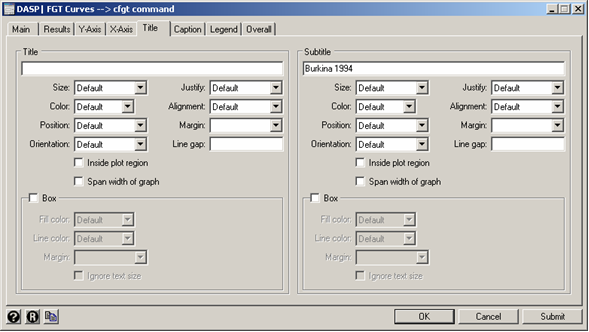 DASP | FGT Curves --> cfgt command
Main Results Y-Axis X-Axis Title Caption Legend Overall
Title Subtitle
Burkina 1994
Size: Default Justify: Default Size: Default Justify: Default
Color: Default Alignment: Default Color: Default Alignment: Default
Position: Default Margin: Position: Default Margin:
Orientation: Default Line gap: Orientation: Default Line gap:
Inside plot region Inside plot region
Span width of graph Span width of graph
Box Box
Fill color: Default Fill color: Default
Line color: Default Line color: Default
Margin: Margin:
Ignore text size Ignore text size
? R OK Cancel Submit